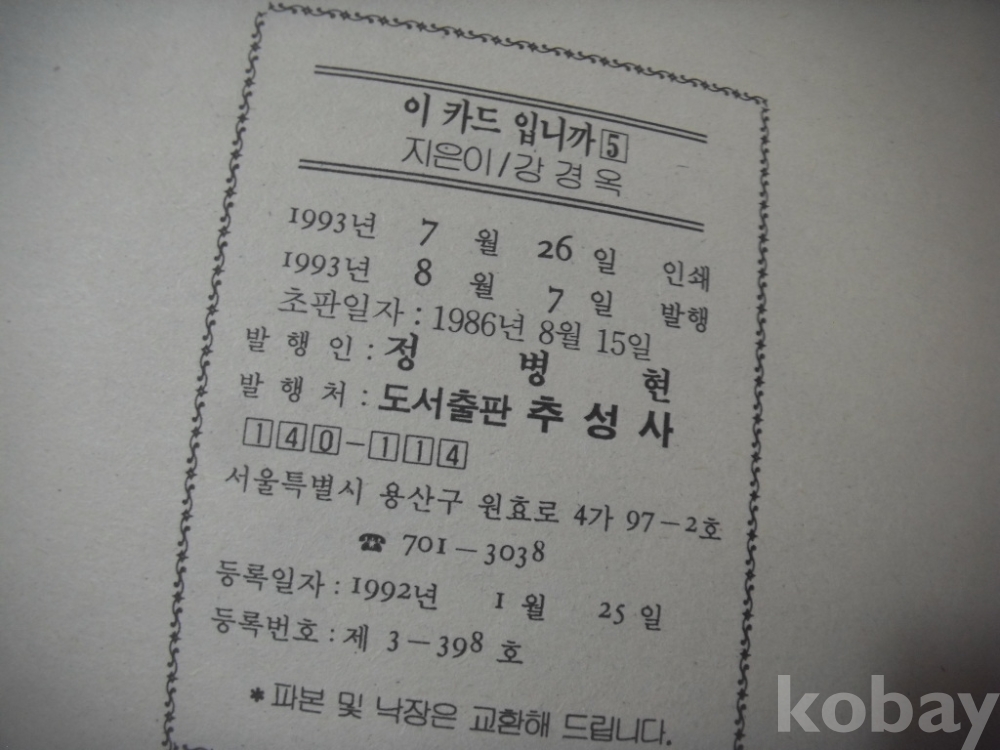 이 카드 입니까 5
지은이/강 경 옥
1993년 7 월 26 일 인쇄
1993년 8 월 7 일 발행
초판일자 : 1986년 8월 15일
발 행 인 : 정 병 현
발 행 처 : 도서출판 추 성 사
140-114
서울특별시 용산구 원효로 4가 97-2호
☎ 701-3038
등록일자 : 1992년 1 월 25 일
등록번호 : 제 3-398 호
*파본 및 낙장은 교환해 드립니다.
kobay